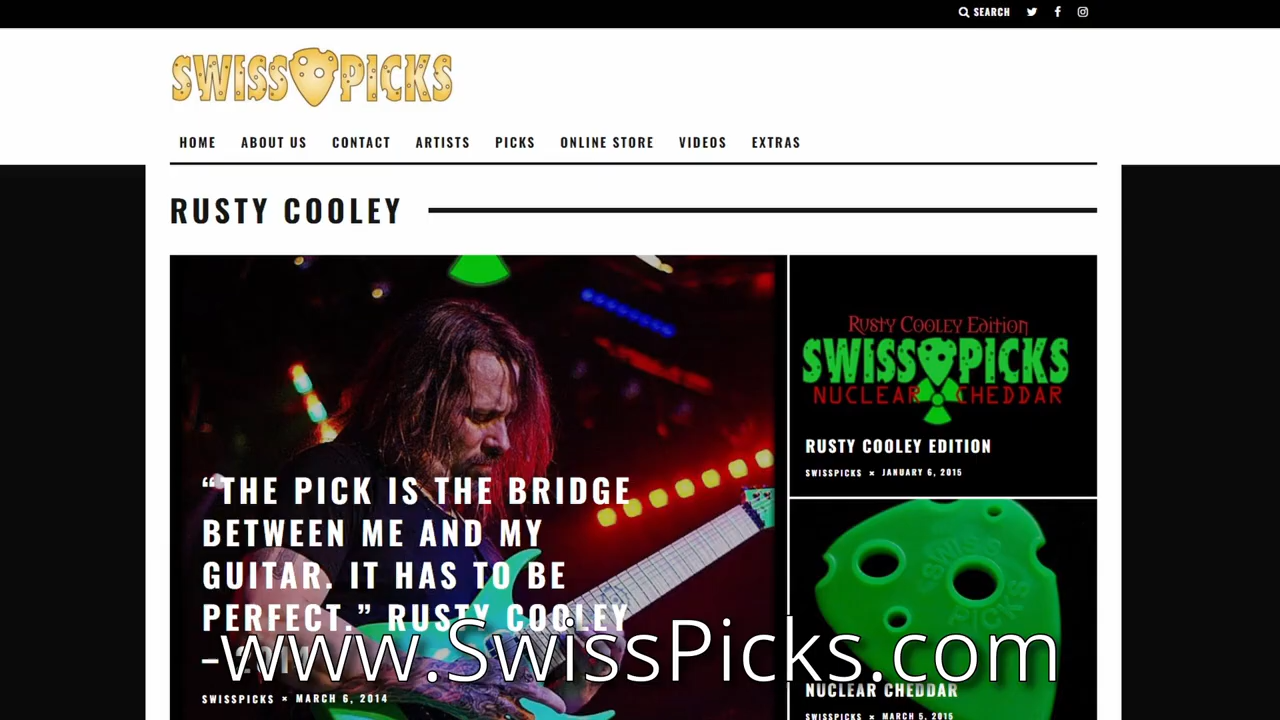 SEARCH
SWISS PICKS
HOME ABOUT US CONTACT ARTISTS PICKS ONLINE STORE VIDEOS EXTRAS
RUSTY COOLEY
“THE PICK IS THE BRIDGE
BETWEEN ME AND MY
GUITAR. IT HAS TO BE
PERFECT.” RUSTY COOLEY
SWISSPICKS × MARCH 6, 2014
Rusty Cooley Edition
SWISS PICKS
NUCLEAR CHEDDAR
RUSTY COOLEY EDITION
SWISSPICKS × JANUARY 6, 2015
SWISS
PICKS
www.SwissPicks.com
NUCLEAR CHEDDAR
SWISSPICKS × MARCH 5, 2015